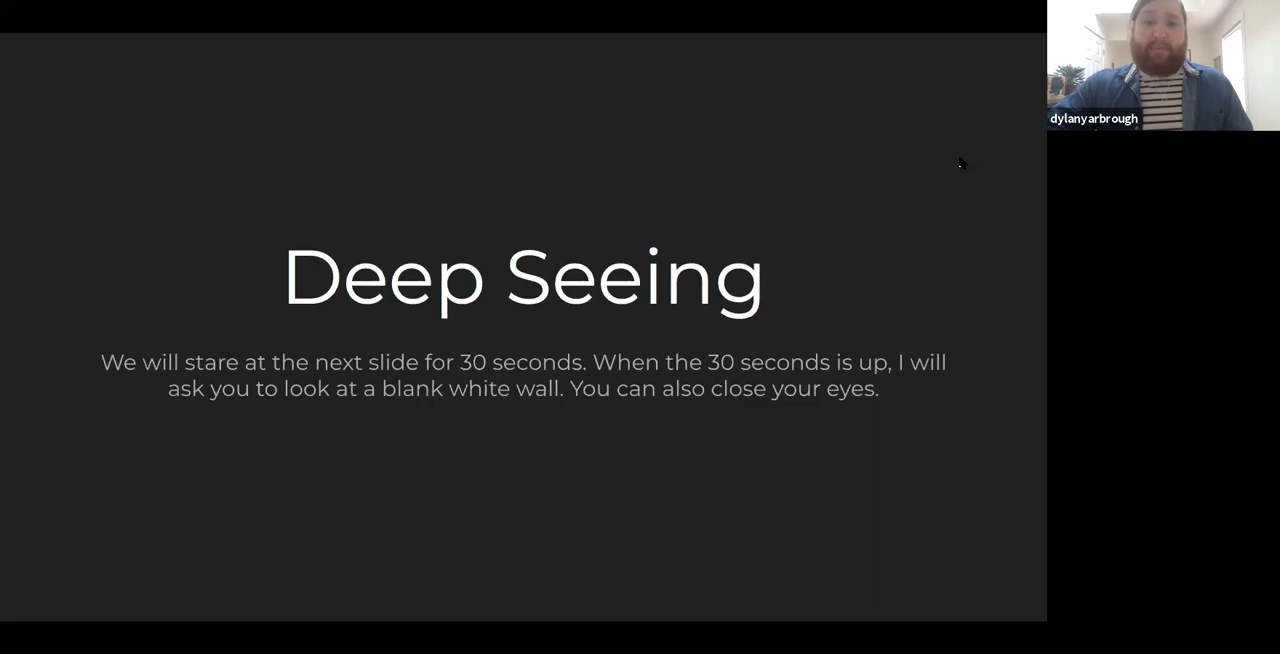 Deep Seeing
We will stare at the next slide for 30 seconds. When the 30 seconds is up, I will
ask you to look at a blank white wall. You can also close your eyes.
dylanyarbrough